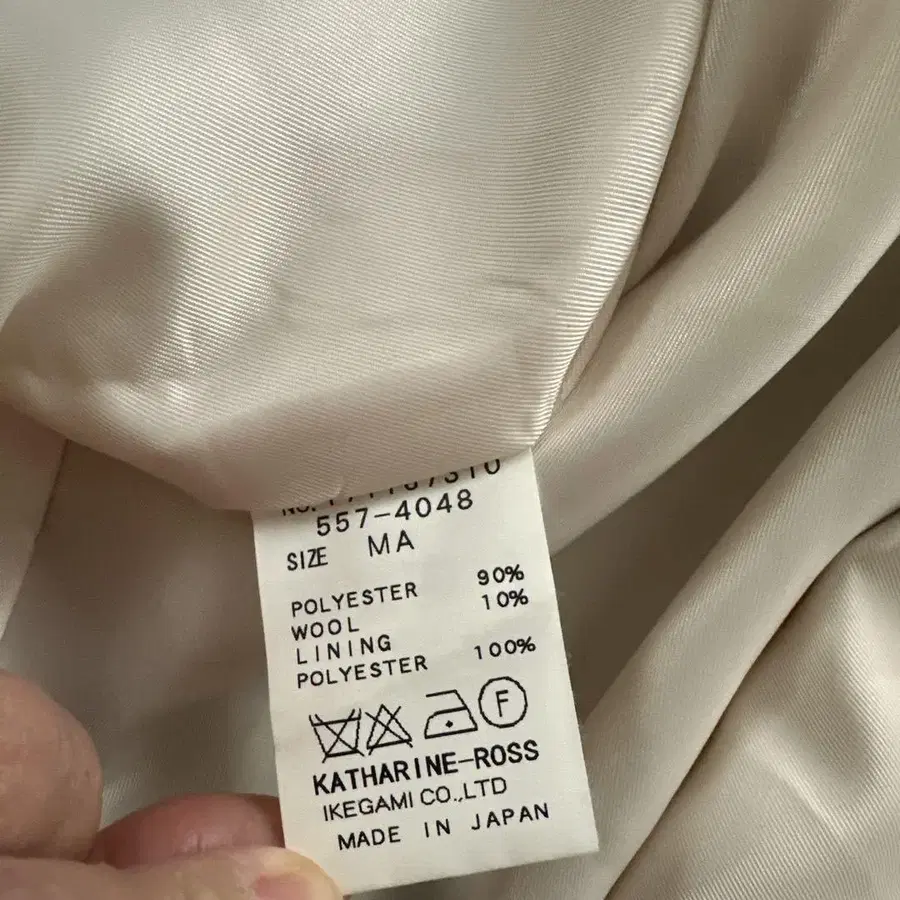 557-4048
SIZE MA
POLYESTER 90%
WOOL 10%
LINING
POLYESTER 100%
F
KATHARINE-ROSS
IKEGAMI CO.,LTD
MADE IN JAPAN